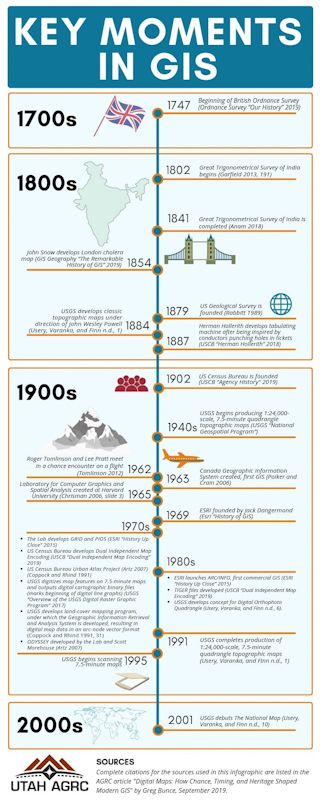 KEY MOMENTS
IN GIS
1700s
1747
Beginning of British Ordnance Survey
(Ordnance Survey "Our History" 2019)
1800s
1802
Great Trigonometrical Survey of India
begins (Garfield 2013, 191)
1841
Great Trigonometrical Survey of India is
completed (Anam 2018)
John Snow develops London cholera
map (GIS Geography "The Remarkable
History of GIS" 2019)
1854
1879
US Geological Survey is
founded (Rabbitt 1989)
USGS develops classic
topographic maps under
direction of John Wesley Powell
(Usery, Varanka, and Finn n.d., 1)
1884
1887
Herman Hollerith develops tabulating
machine after being inspired by
conductors punching holes in tickets
(USCB "Herman Hollerith" 2018)
1900s
1902
US Census Bureau is founded
(USCB "Agency History" 2019)
1940s
USGS begins producing 1:24,000-
scale, 7.5-minute quadrangle
topographic maps (USGS "National
Geospatial Program")
Roger Tomlinson and Lee Pratt meet
in a chance encounter on a flight
(Tomlinson 2012)
1962
1963
Canada Geographic Information
System created, first GIS (Peiker and
Crain 2006)
Laboratory for Computer Graphics and
Spatial Analysis created at Harvard
University (Chrisman 2006, slide 3)
1965
1969
ESRI founded by Jack Dangermond
(Esri "History of GIS")
1970s
• The Lab develops GRID and PIOS (ESRI "History Up
Close" 2015)
• US Census Bureau develops Dual Independent Map
Encoding (USCB "Dual Independent Map Encoding"
2019)
• US Census Bureau Urban Atlas Project (Artz 2007)
(Coppock and Rhind 1991)
• USGS digitizes map features on 7.5-minute maps
and outputs digital cartographic binary files
(marks beginning of digital line graphs) (USGS
"Overview of the USGS Digital Raster Graphic
Program" 2017)
• USGS develops land-cover mapping program,
under which the Geographic Information Retrieval
and Analysis System is developed, resulting in
digital map data in an arc-node vector format
(Coppock and Rhind 1991, 31)
• ODYSSEY developed by the Lab and Scott
Morehouse (Artz 2007)
1980s
• ESRI launches ARC/INFO, first commercial GIS (ESRI
"History Up Close" 2015)
• TIGER files developed (USCB "Dual Independent Map
Encoding" 2019)
• USGS develops concept for Digital Orthophoto
Quadrangle (Usery, Varanka, and Finn n.d., 6).
1991
USGS completes production of
1:24,000-scale, 7.5-minute
quadrangle topographic maps
(Usery, Varanka, and Finn n.d., 1)
USGS begins scanning
7.5-minute maps
1995
2000s
2001
USGS debuts The National Map (Usery,
Varanka, and Finn n.d., 10)
UTAH AGRC
SOURCES
Complete citations for the sources used in this infographic are listed in the
AGRC article "Digital Maps: How Chance, Timing, and Heritage Shaped
Modern GIS" by Greg Bunce, September 2019.